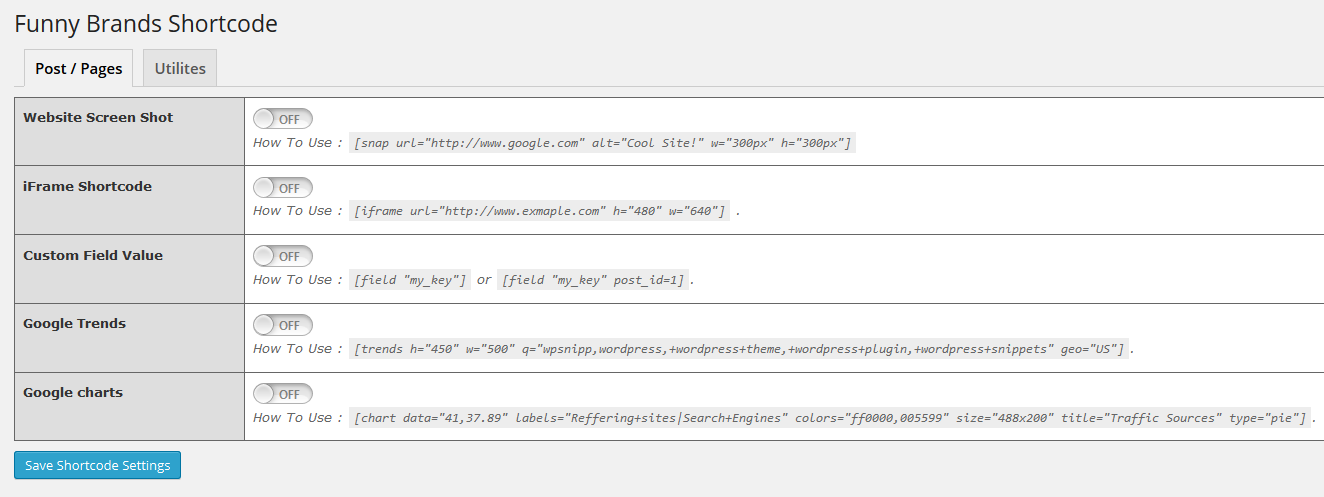 Funny Brands Shortcode
Post / Pages Utilites
Website Screen Shot
OFF
How To Use : [snap url="http://www.google.com" alt="Cool Site!" w="300px" h="300px"]
iFrame Shortcode
OFF
How To Use : [iframe url="http://www.exmaple.com" h="480" w="640"] .
Custom Field Value
OFF
How To Use : [field "my_key"] or [field "my_key" post_id=1] .
Google Trends
OFF
How To Use : [trends h="450" w="500" q="wpsnipp,wordpress,+wordpress+theme,+wordpress+plugin,+wordpress+snippets" geo="US"] .
Google charts
OFF
How To Use : [chart data="41,37.89" labels="Reffering+sites|Search+Engines" colors="ff0000,005599" size="488x200" title="Traffic Sources" type="pie"] .
Save Shortcode Settings